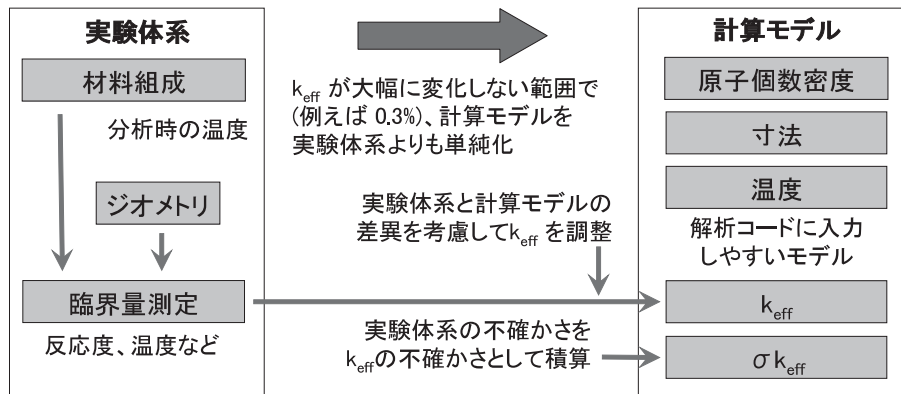 実験体系
材料組成
分析時の温度
ジオメトリ
臨界量測定
反応度、温度など
keff が大幅に変化しない範囲で
(例えば 0.3%)、計算モデルを
実験体系よりも単純化
実験体系と計算モデルの
差異を考慮してkeff を調整
実験体系の不確かさを
keffの不確かさとして積算
計算モデル
原子個数密度
寸法
温度
解析コードに入力
しやすいモデル
keff
σkeff